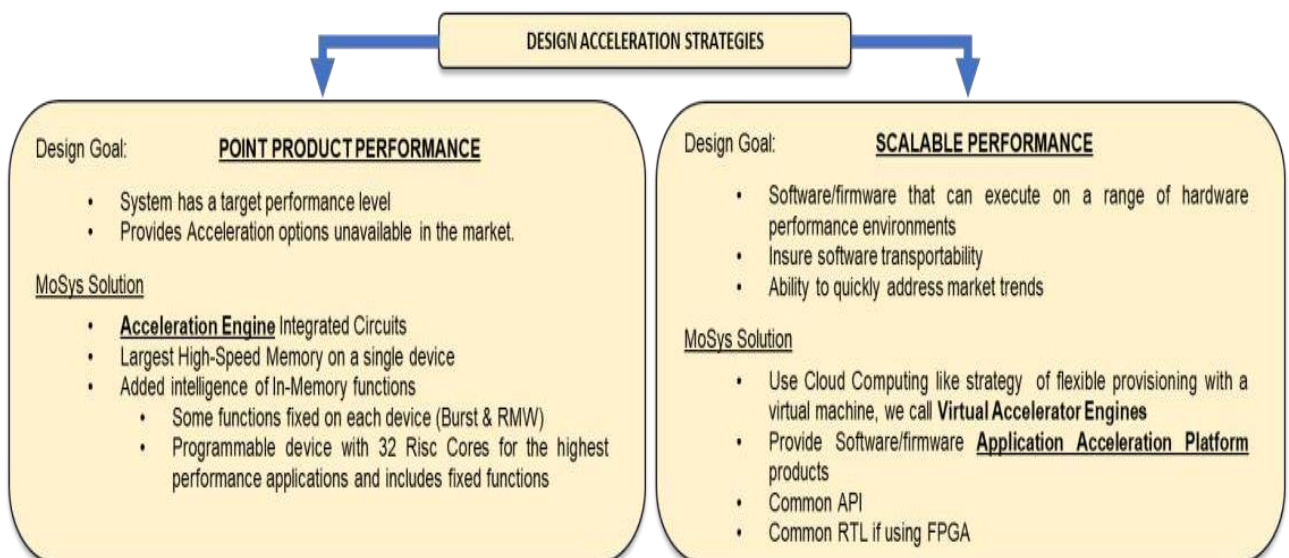 DESIGN ACCELERATION STRATEGIES
Design Goal: POINT PRODUCT PERFORMANCE
• System has a target performance level
• Provides Acceleration options unavailable in the market.
MoSys Solution
• Acceleration Engine Integrated Circuits
• Largest High-Speed Memory on a single device
• Added intelligence of In-Memory functions
• Some functions fixed on each device (Burst & RMW)
• Programmable device with 32 Risc Cores for the highest
performance applications and includes fixed functions
Design Goal: SCALABLE PERFORMANCE
• Software/firmware that can execute on a range of hardware
performance environments
• Insure software transportability
• Ability to quickly address market trends
MoSys Solution
• Use Cloud Computing like strategy of flexible provisioning with a
virtual machine, we call Virtual Accelerator Engines
• Provide Software/firmware Application Acceleration Platform
products
• Common API
• Common RTL if using FPGA